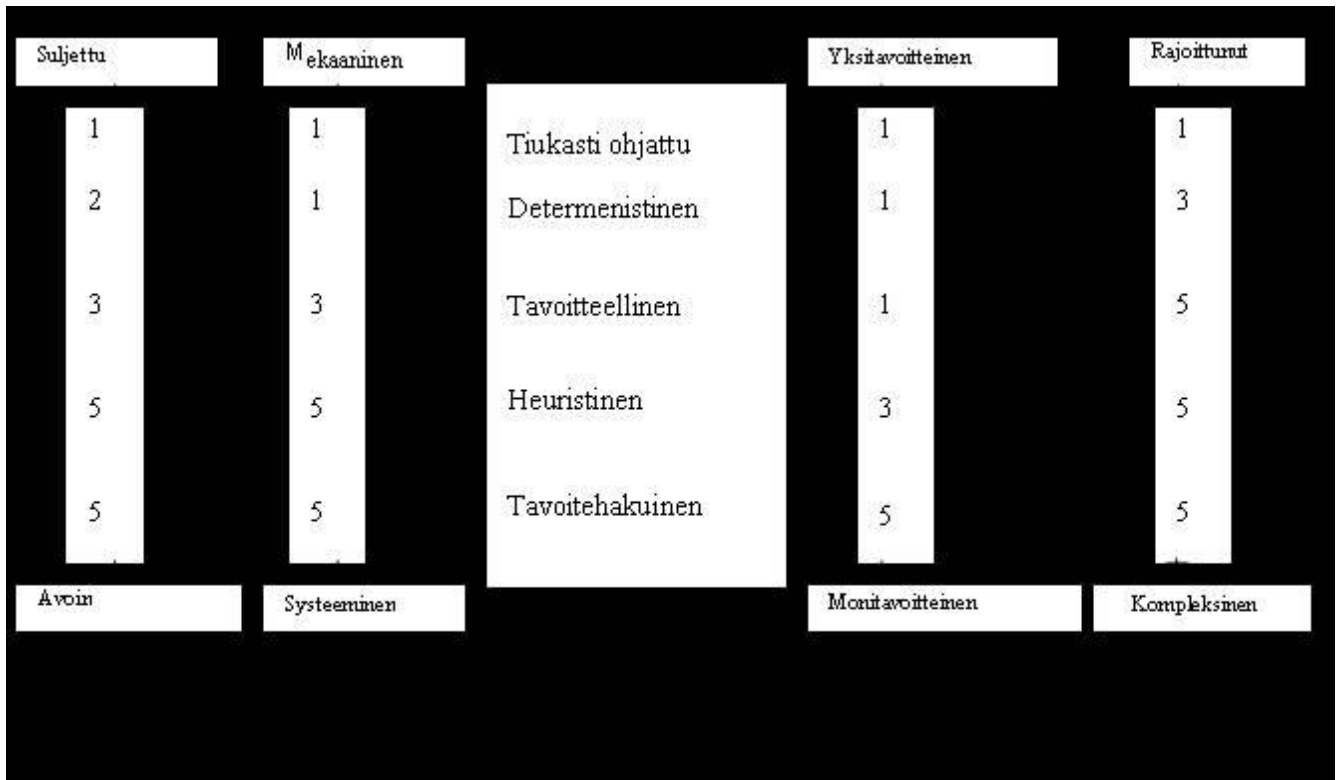 Suljettu Mekaaninen Yksitavoitteinen Rajoittunut
1 1 Tiukasti ohjattu 1 1
2 1 Determenistinen 1 3
3 3 Tavoitteellinen 1 5
5 5 Heuristinen 3 5
5 5 Tavoitehakuinen 5 5
Avoin Systeeminen Monitavoitteinen Kompleksinen